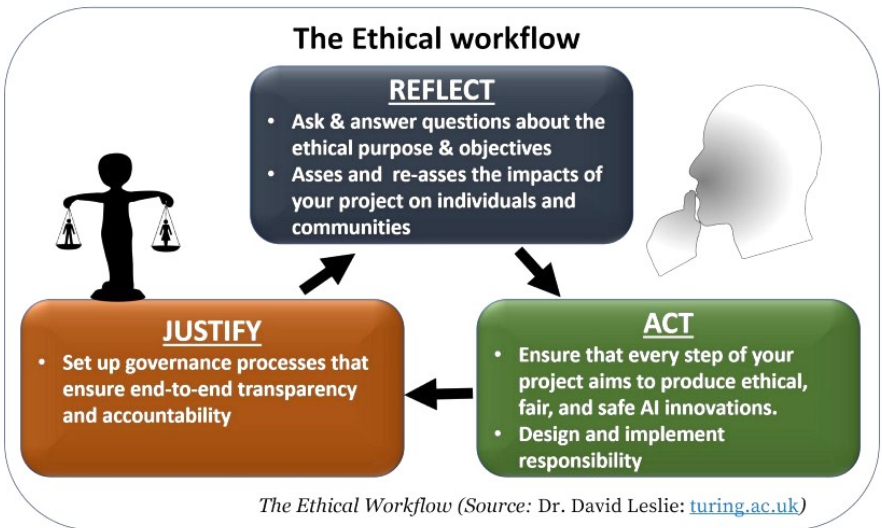 The Ethical workflow
REFLECT
• Ask & answer questions about the
ethical purpose & objectives
• Asses and re-asses the impacts of
your project on individuals and
communities
JUSTIFY
• Set up governance processes that
ensure end-to-end transparency
and accountability
ACT
• Ensure that every step of your
project aims to produce ethical,
fair, and safe AI innovations.
• Design and implement
responsibility
The Ethical Workflow (Source: Dr. David Leslie: turing.ac.uk)